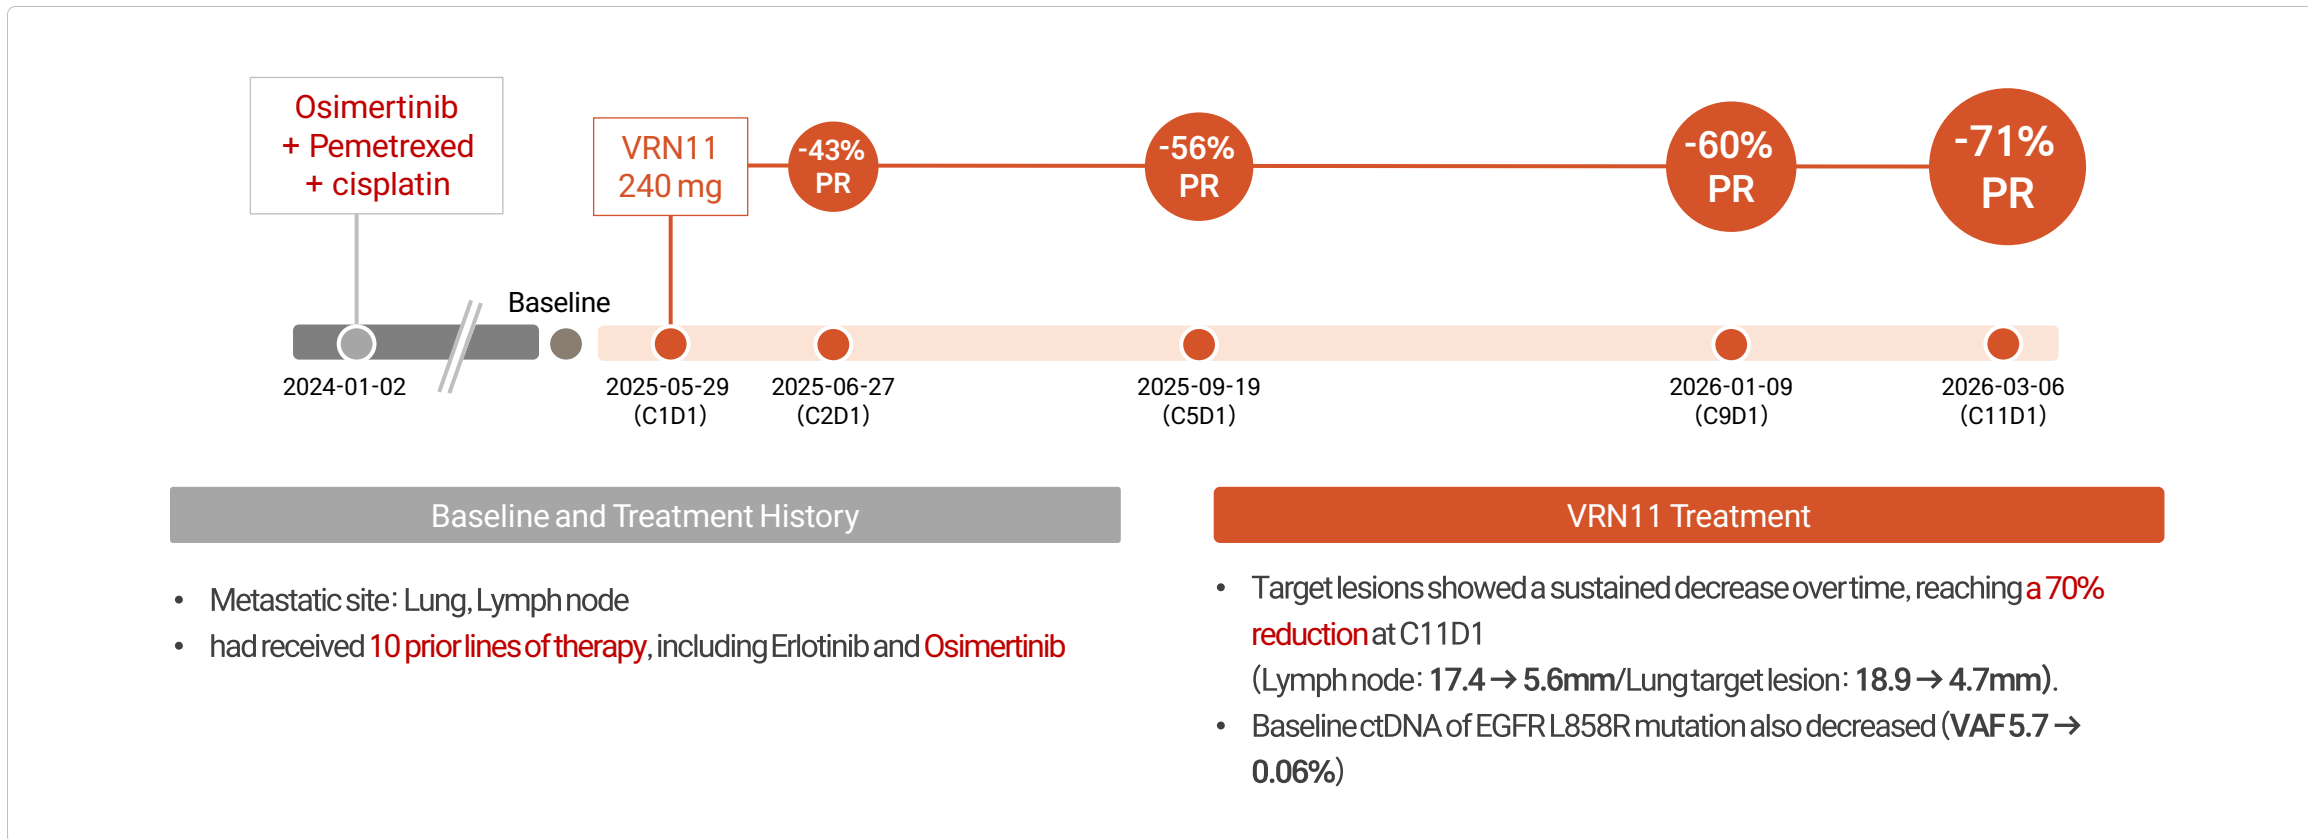 Osimertinib
+ Pemetrexed
+ cisplatin
VRN11
240 mg
-43%
PR
-56%
PR
-60%
PR
-71%
PR
Baseline
2024-01-02
2025-05-29
(C1D1)
2025-06-27
(C2D1)
2025-09-19
(C5D1)
2026-01-09
(C9D1)
2026-03-06
(C11D1)
Baseline and Treatment History
• Metastatic site: Lung, Lymph node
• had received 10 prior lines of therapy, including Erlotinib and Osimertinib
VRN11 Treatment
• Target lesions showed a sustained decrease over time, reaching a 70%
reduction at C11D1
(Lymph node: 17.4 → 5.6mm/Lung target lesion: 18.9 → 4.7mm).
• Baseline ctDNA of EGFR L858R mutation also decreased (VAF 5.7 →
0.06%)